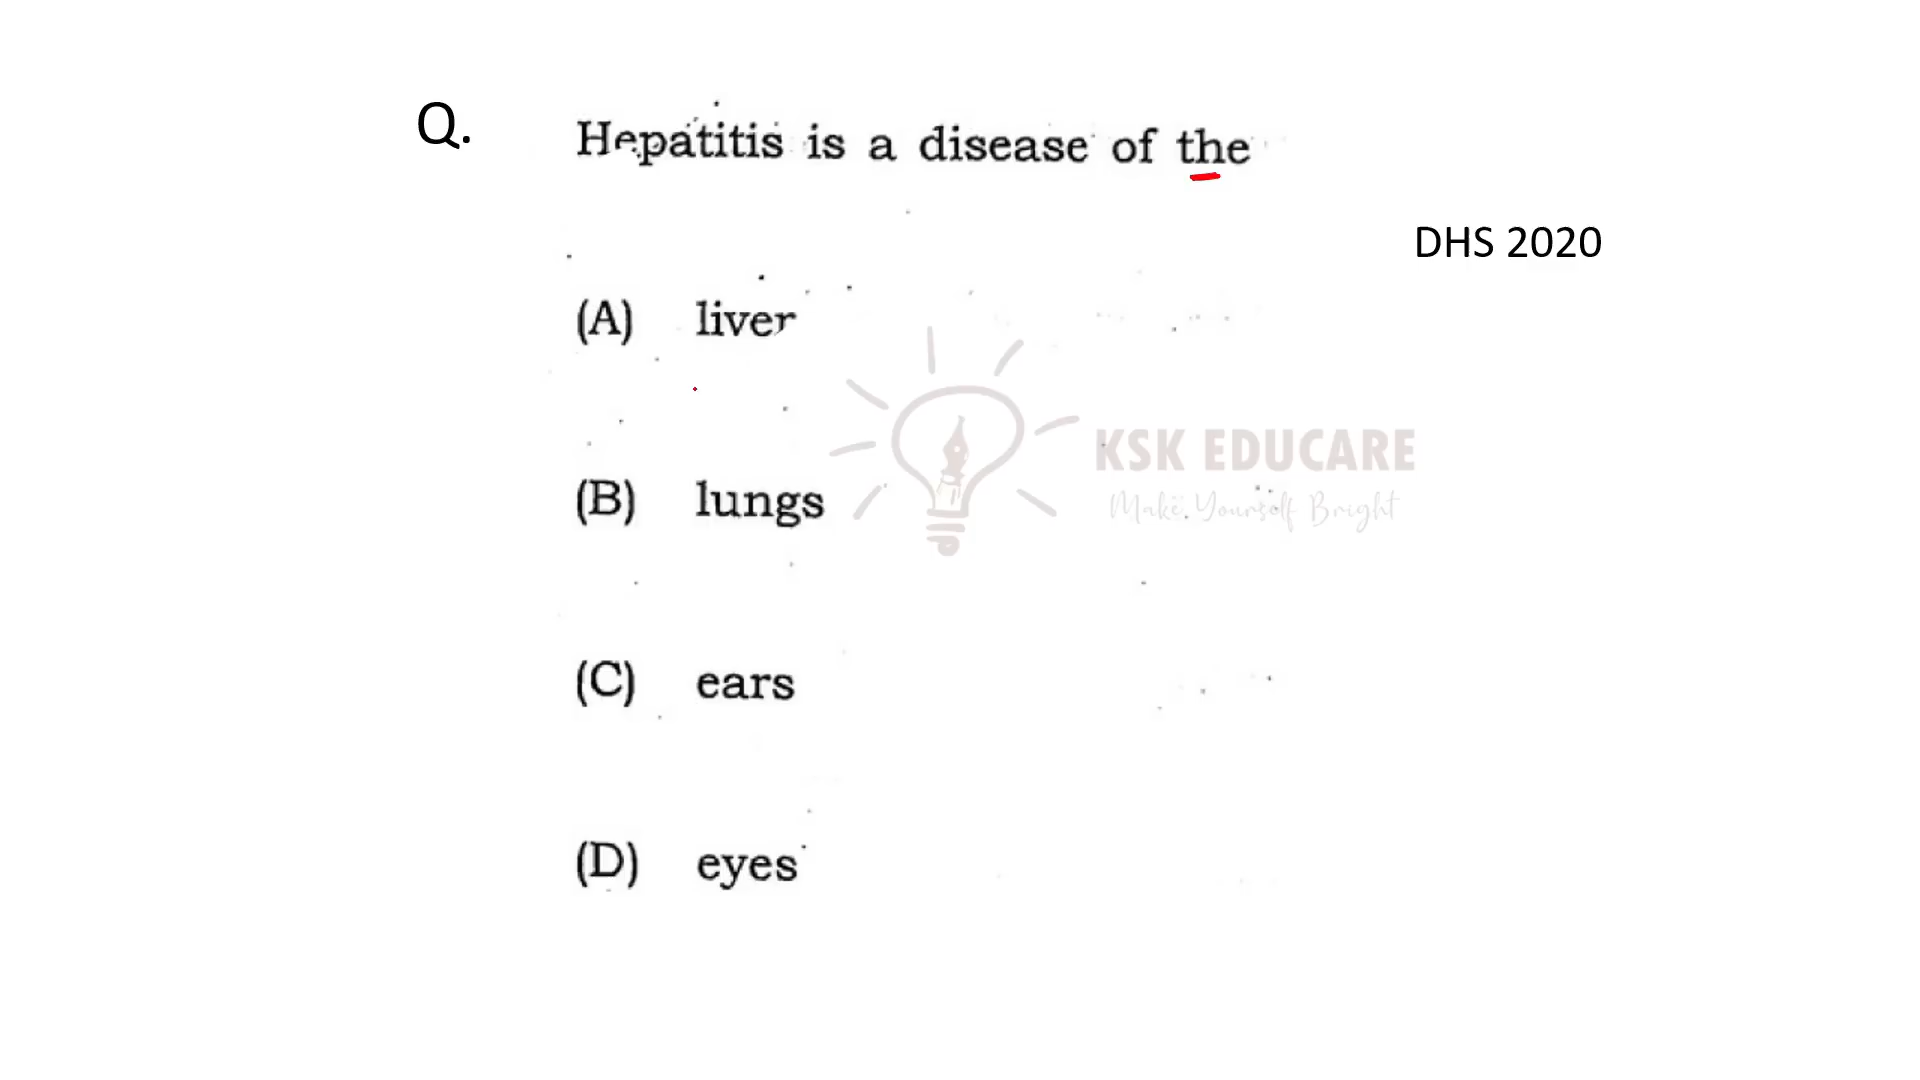 Q. Hepatitis is a disease of the
DHS 2020
(A) liver
(B) lungs
(C) ears
(D) eyes
KSK EDUCARE
Make Yourself Bright